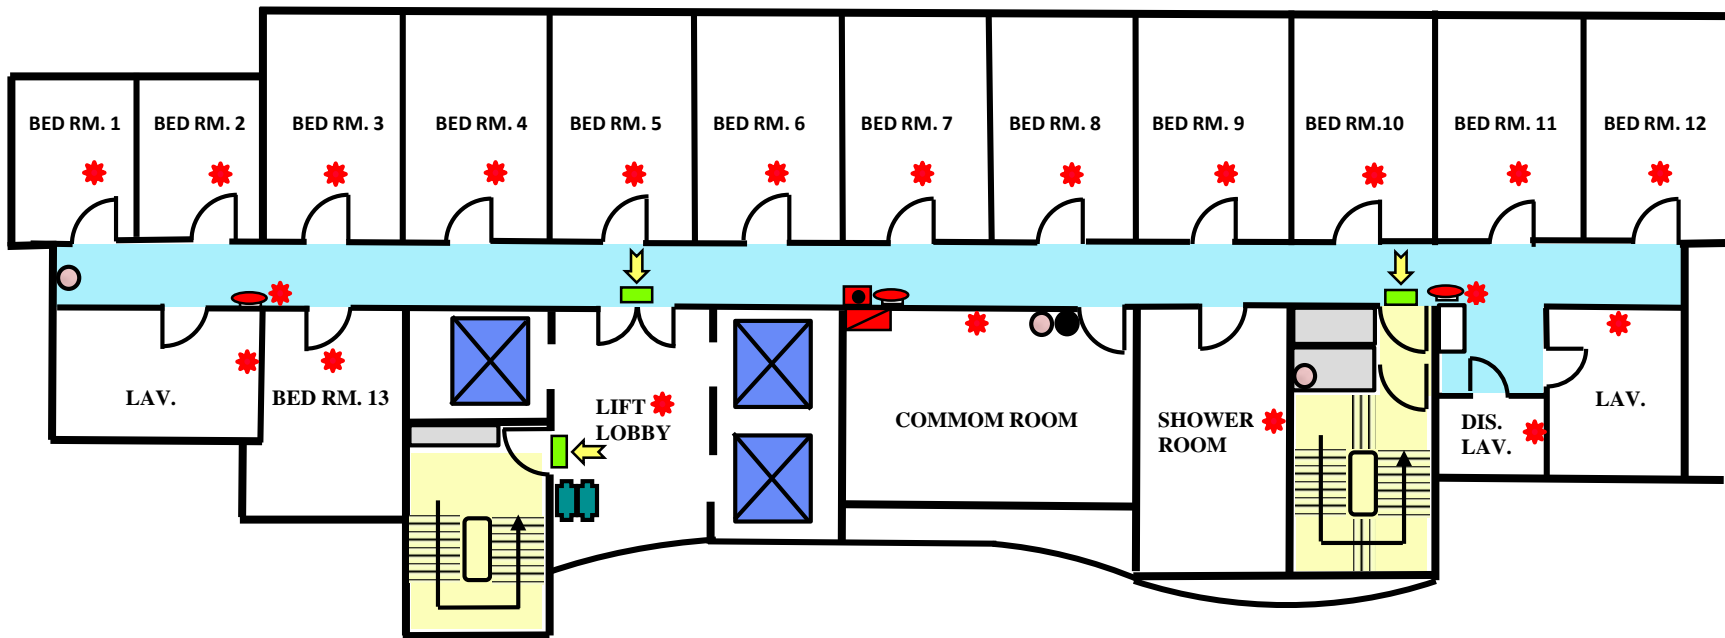 BED RM. 1
BED RM. 2
BED RM. 3
BED RM. 4
BED RM. 5
BED RM. 6
BED RM. 7
BED RM. 8
BED RM. 9
BED RM.10
BED RM. 11
BED RM. 12
LAV.
BED RM. 13
LIFT
LOBBY
COMMOM ROOM
SHOWER
ROOM
DIS.
LAV.
LAV.